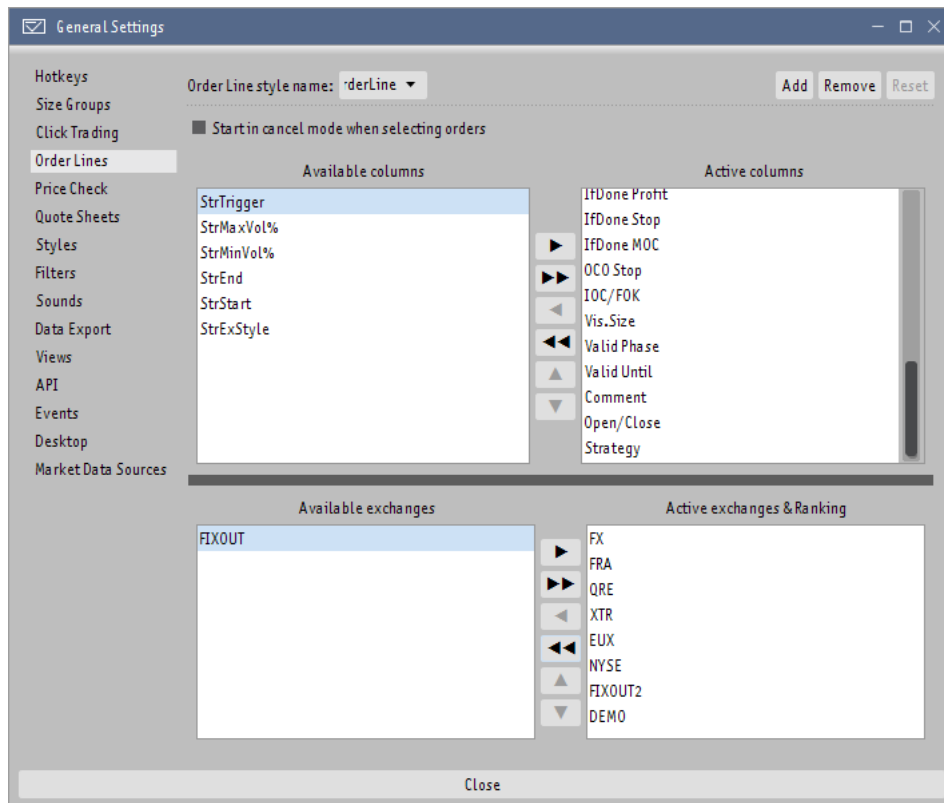 General Settings
Hotkeys
Size Groups
Click Trading
Order Lines
Price Check
Quote Sheets
Styles
Filters
Sounds
Data Export
Views
API
Events
Desktop
Market Data Sources
Order Line style name: rderLine
Add Remove Reset
Start in cancel mode when selecting orders
Available columns
StrTrigger
StrMaxVol%
StrMinVol%
StrEnd
StrStart
StrExStyle
Active columns
IfDone Profit
IfDone Stop
IfDone MOC
OCO Stop
IOC/FOK
Vis.Size
Valid Phase
Valid Until
Comment
Open/Close
Strategy
Available exchanges
FIXOUT
Active exchanges & Ranking
FX
FRA
QRE
XTR
EUX
NYSE
FIXOUT2
DEMO
Close